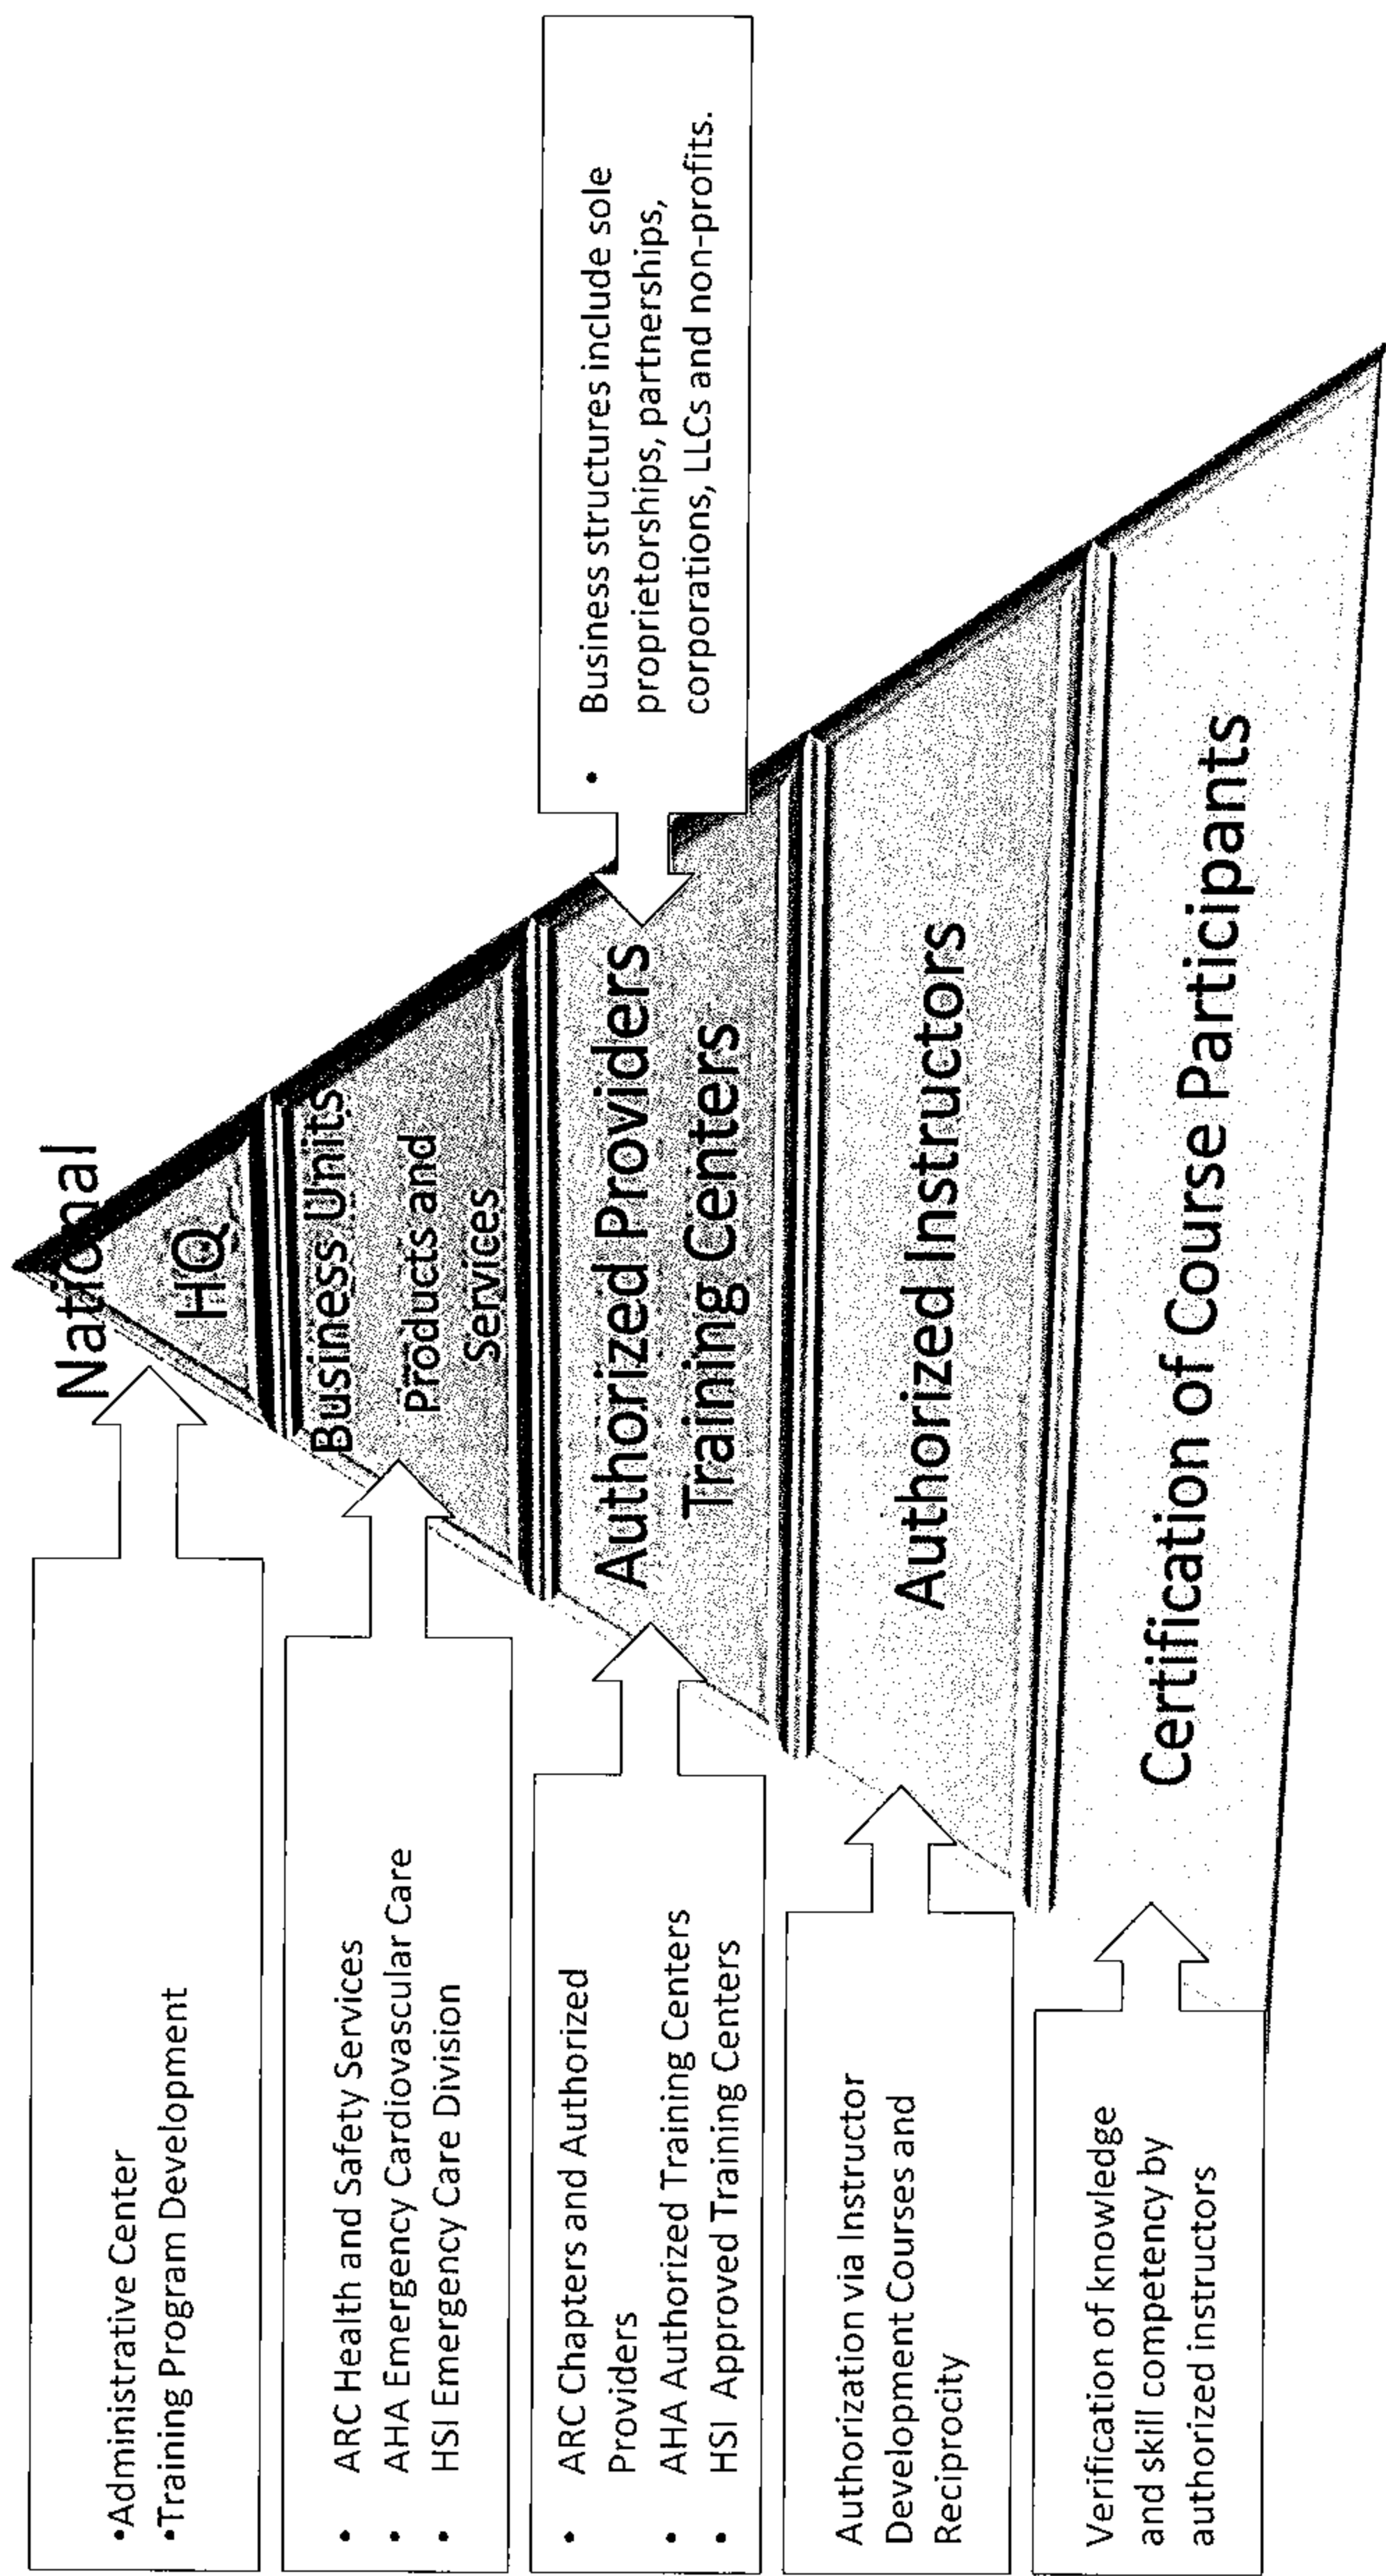 •Administrative Center
•Training Program Development
National
HQ
• ARC Health and Safety Services
• AHA Emergency Cardiovascular Care
• HSI Emergency Care Division
Business Units
Products and
Services
• ARC Chapters and Authorized
Providers
• AHA Authorized Training Centers
• HSI Approved Training Centers
Authorized Providers
Training Centers
• Business structures include sole
proprietorships, partnerships,
corporations, LLCs and non-profits.
Authorization via Instructor
Development Courses and
Reciprocity
Authorized Instructors
Verification of knowledge
and skill competency by
authorized instructors
Certification of Course Participants